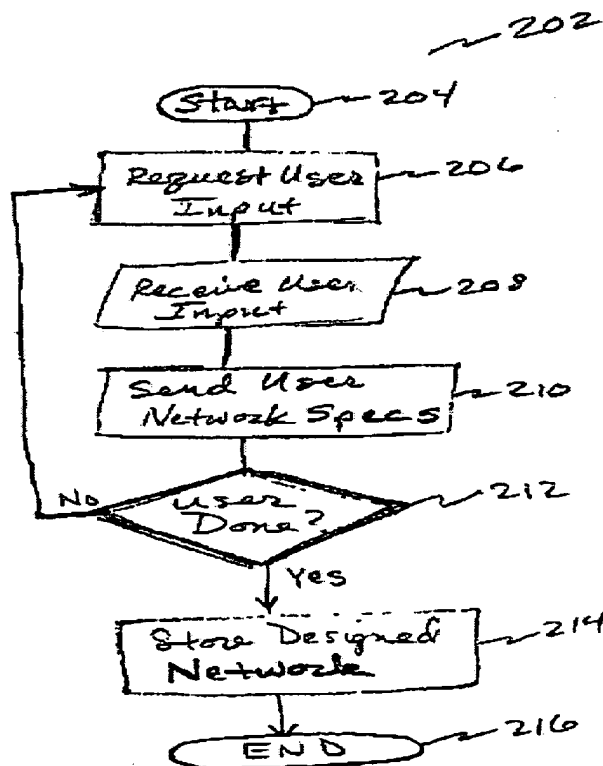 202
Start
204
Request User
Input
206
Receive User
Input
208
Send User
Network Specs
210
User
Done?
212
No
Yes
Store Designed
Network
214
END
216